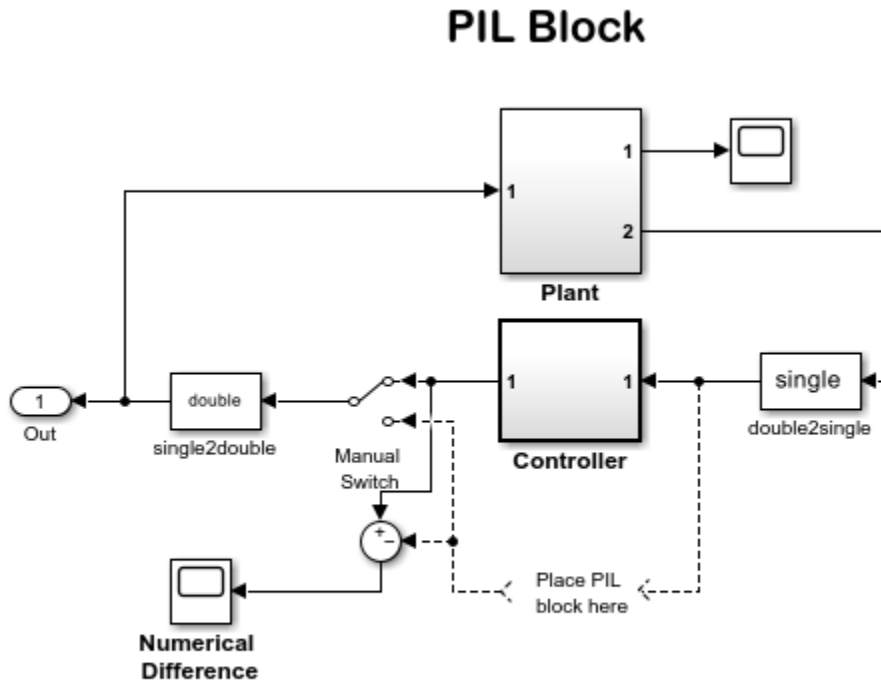 PIL Block
1
1
2
Plant
1
Out
double
single2double
Manual
Switch
1
1
Controller
single
double2single
+
−
Place PIL
block here
Numerical
Difference